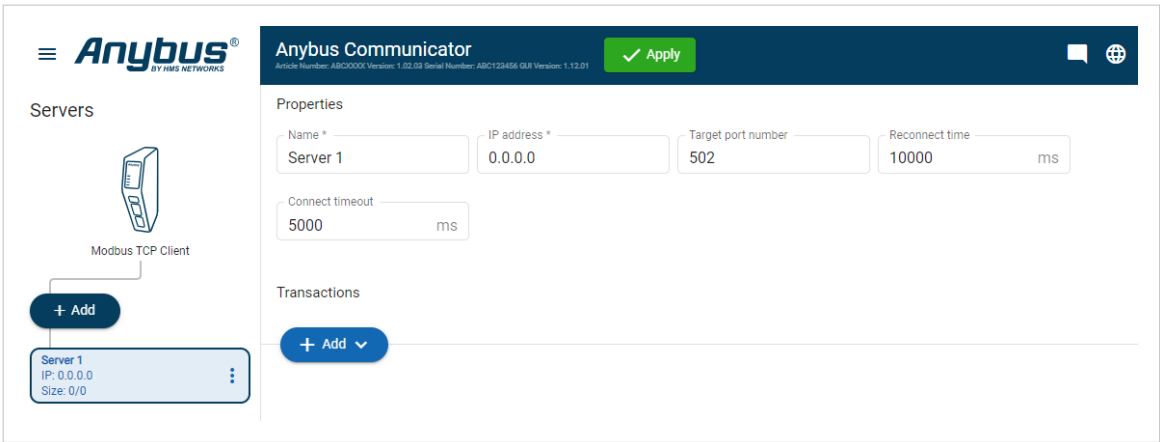 Anybus®
BY HMS NETWORKS
Anybus Communicator
Article Number: ABCXXXX Version: 1.02.03 Serial Number: ABC123456 GUI Version: 1.12.01
Apply
Servers
Modbus TCP Client
+ Add
Server 1
IP: 0.0.0.0
Size: 0/0
Properties
Name *
Server 1
IP address *
0.0.0.0
Target port number
502
Reconnect time
10000 ms
Connect timeout
5000 ms
Transactions
+ Add